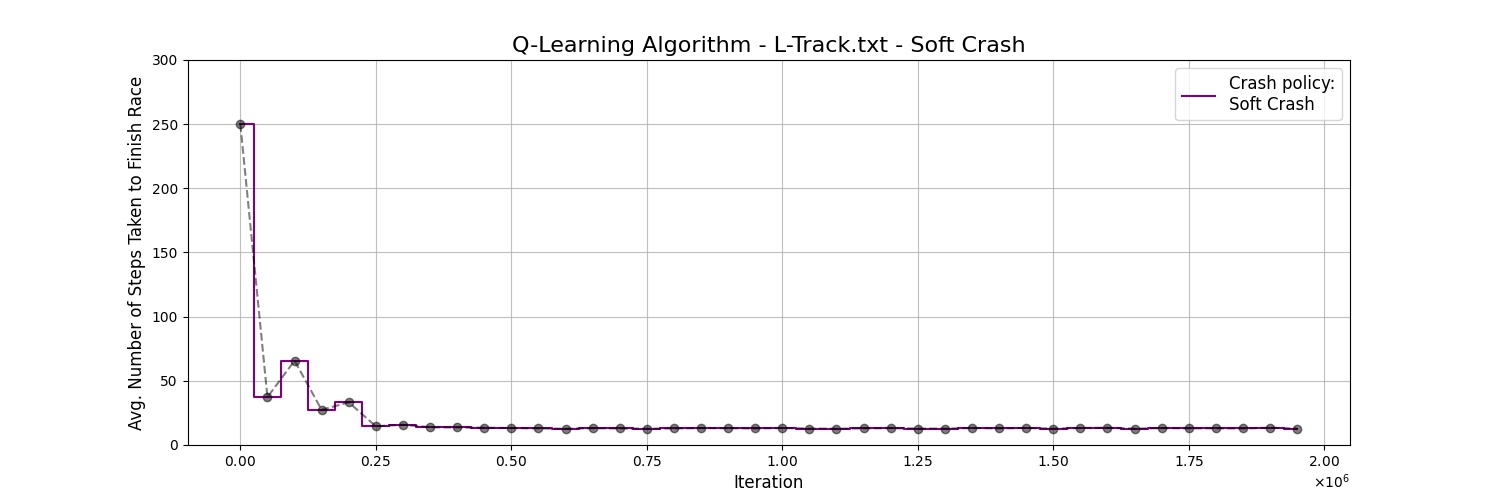 Q-Learning Algorithm - L-Track.txt - Soft Crash
Avg. Number of Steps Taken to Finish Race
300
250
200
150
100
50
0
Crash policy:
Soft Crash
0.00 0.25 0.50 0.75 1.00 1.25 1.50 1.75 2.00
Iteration
×10⁶